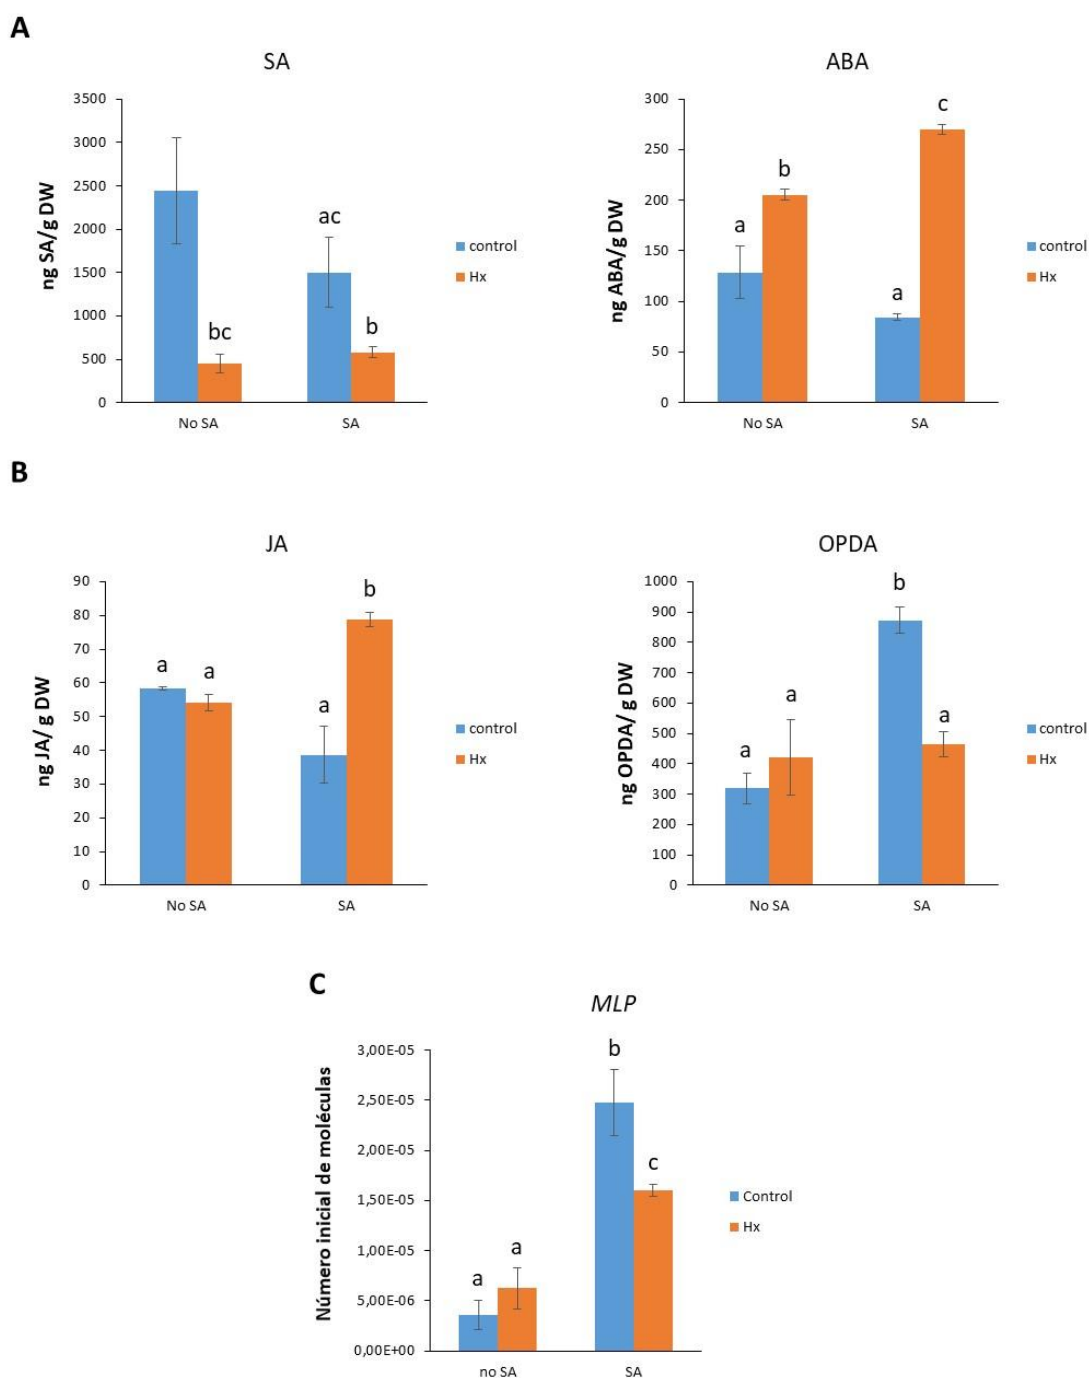 A
SA
ng SA/g DW
3500
3000
2500
2000
1500
1000
500
0
ac
bc
b
No SA
SA
control
Hx
ABA
ng ABA/g DW
300
250
200
150
100
50
0
a
b
a
c
No SA
SA
control
Hx
B
JA
ng JA/ g DW
90
80
70
60
50
40
30
20
10
0
a
a
a
b
No SA
SA
control
Hx
OPDA
ng OPDA/ g DW
1000
900
800
700
600
500
400
300
200
100
0
a
a
b
a
No SA
SA
control
Hx
C
MLP
Número inicial de moléculas
3,00E-05
2,50E-05
2,00E-05
1,50E-05
1,00E-05
5,00E-06
0,00E+00
a
a
b
c
no SA
SA
Control
Hx